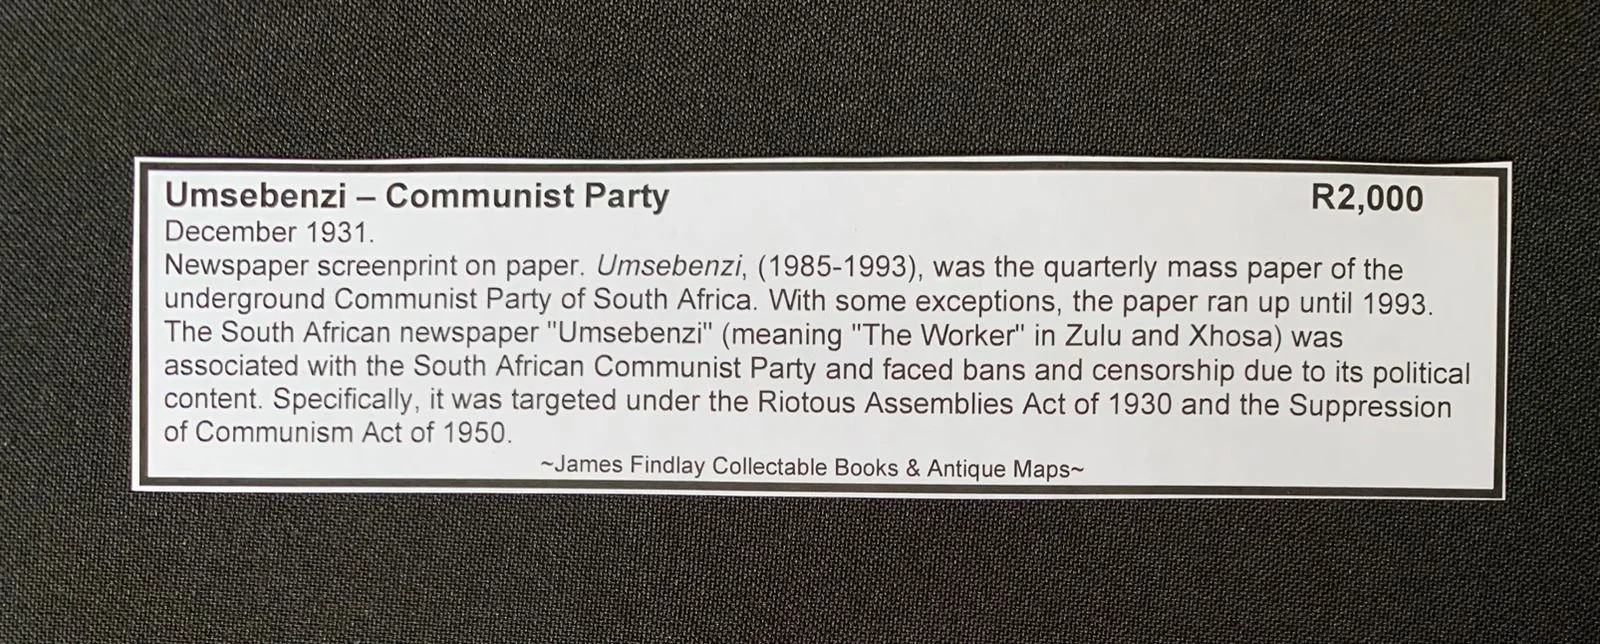 Umsebenzi – Communist Party R2,000
December 1931.
Newspaper screenprint on paper. Umsebenzi, (1985-1993), was the quarterly mass paper of the
underground Communist Party of South Africa. With some exceptions, the paper ran up until 1993.
The South African newspaper "Umsebenzi" (meaning "The Worker" in Zulu and Xhosa) was
associated with the South African Communist Party and faced bans and censorship due to its political
content. Specifically, it was targeted under the Riotous Assemblies Act of 1930 and the Suppression
of Communism Act of 1950.
~James Findlay Collectable Books & Antique Maps~